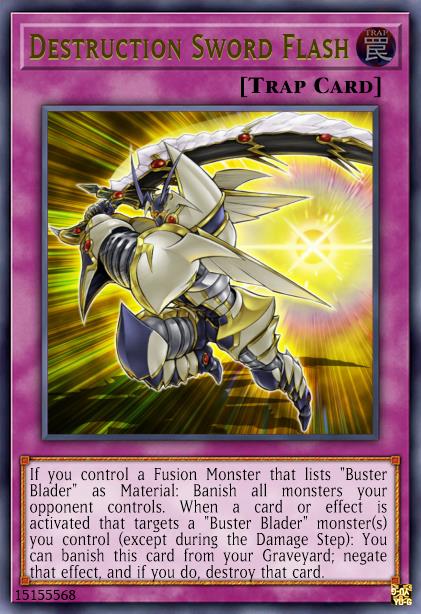 DESTRUCTION SWORD FLASH
TRAP
罠
[TRAP CARD]
If you control a Fusion Monster that lists "Buster
Blader" as Material: Banish all monsters your
opponent controls. When a card or effect is
activated that targets a "Buster Blader" monster(s)
you control (except during the Damage Step): You
can banish this card from your Graveyard; negate
that effect, and if you do, destroy that card.
15155568